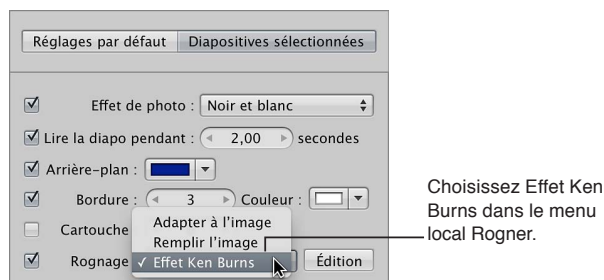 Réglages par défaut Diapositives sélectionnées
Effet de photo : Noir et blanc
Lire la diapo pendant : 2,00 secondes
Arrière-plan :
Bordure : 3 Couleur :
Adapter à l'image
Cartouche
Remplir l'image
Rognage ✓ Effet Ken Burns Édition
Choisissez Effet Ken
Burns dans le menu
local Rogner.